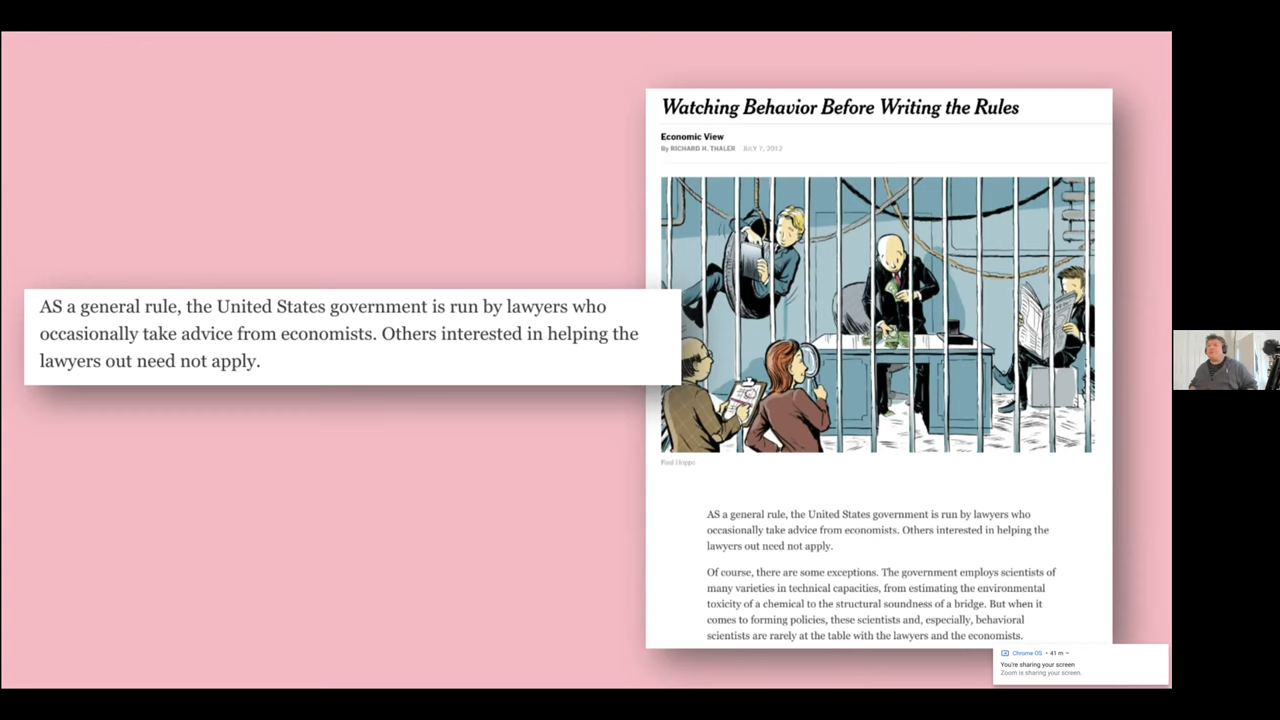 Watching Behavior Before Writing the Rules
Economic View
By RICHARD H. THALER JULY 7, 2012
AS a general rule, the United States government is run by lawyers who
occasionally take advice from economists. Others interested in helping the
lawyers out need not apply.
Paul Hoppe
AS a general rule, the United States government is run by lawyers who
occasionally take advice from economists. Others interested in helping the
lawyers out need not apply.
Of course, there are some exceptions. The government employs scientists of
many varieties in technical capacities, from estimating the environmental
toxicity of a chemical to the structural soundness of a bridge. But when it
comes to forming policies, these scientists and, especially, behavioral
scientists are rarely at the table with the lawyers and the economists.
Chrome OS • 41 m
You're sharing your screen
Zoom is sharing your screen.